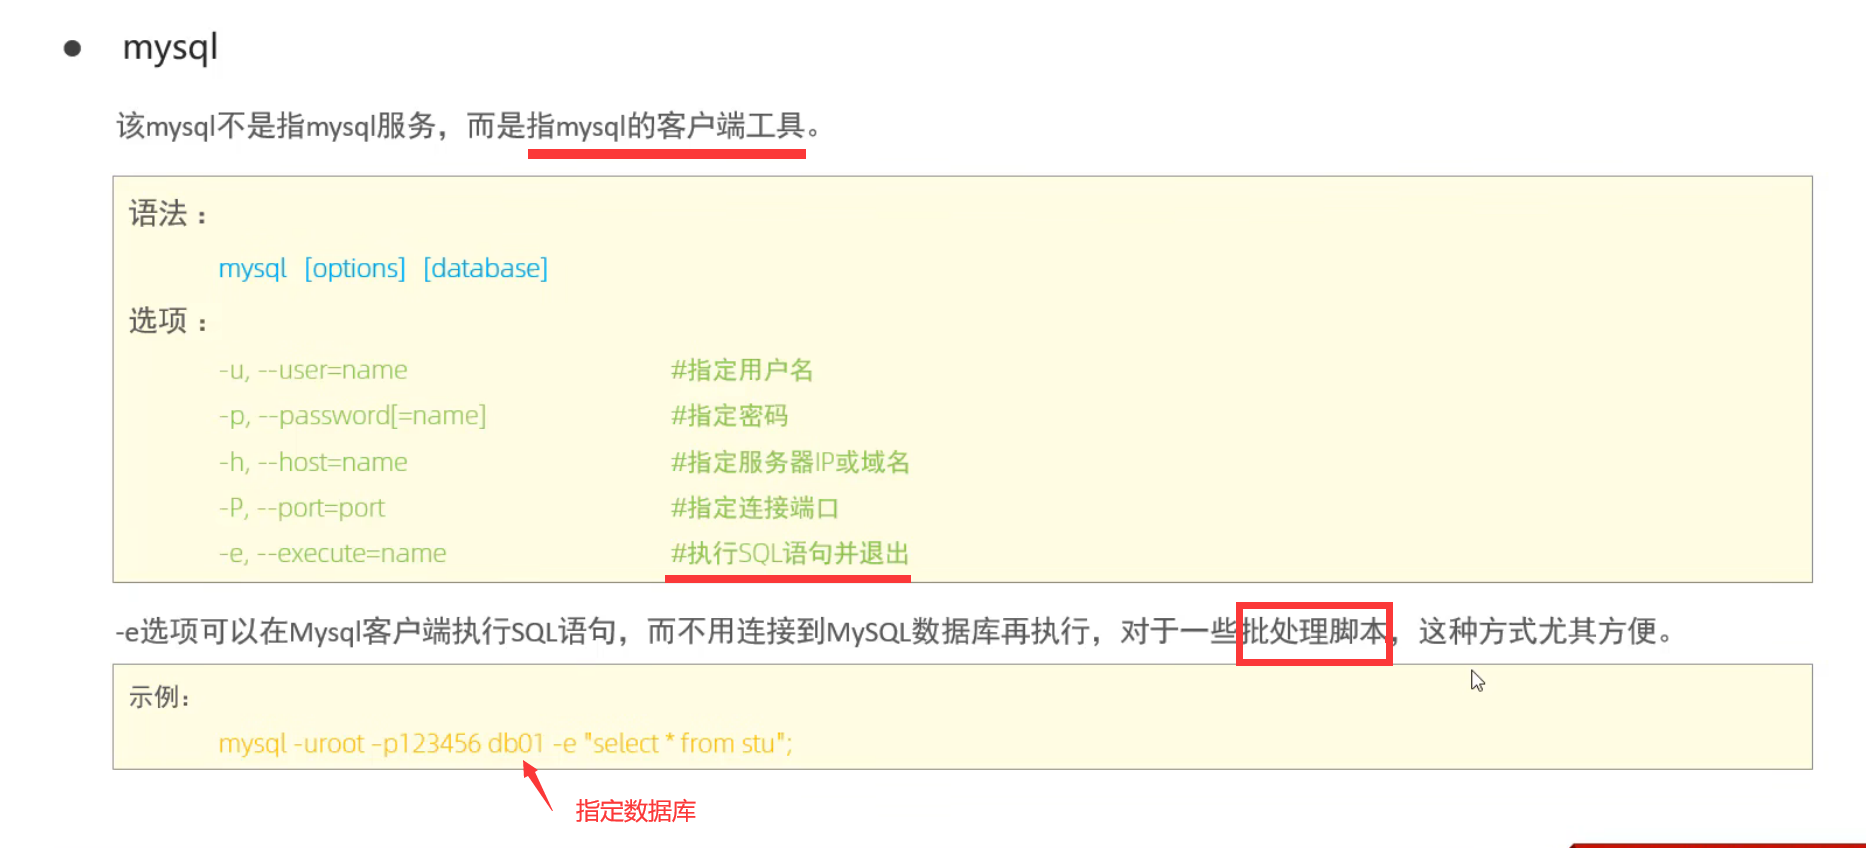 ● mysql
该mysql不是指mysql服务，而是指mysql的客户端工具。
语法 ：
mysql [options] [database]
选项 ：
-u, --user=name #指定用户名
-p, --password[=name] #指定密码
-h, --host=name #指定服务器IP或域名
-P, --port=port #指定连接端口
-e, --execute=name #执行SQL语句并退出
-e选项可以在Mysql客户端执行SQL语句，而不用连接到MySQL数据库再执行，对于一些批处理脚本，这种方式尤其方便。
示例：
mysql -uroot -p123456 db01 -e "select * from stu";
指定数据库